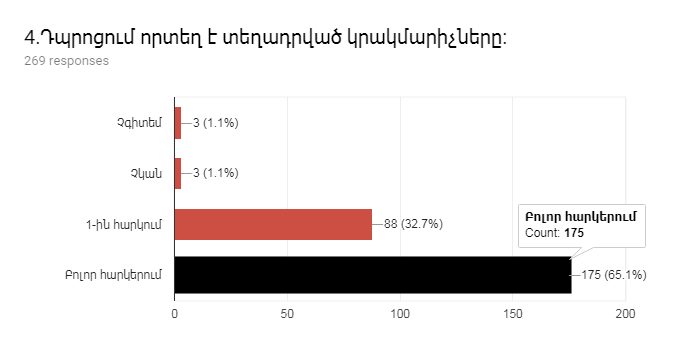 4.Դպրոցում որտեղ է տեղադրված կրակմարիչները:
269 responses
Չգիտեմ
3 (1.1%)
Չկան
3 (1.1%)
1-ին հարկում
88 (32.7%)
Բոլոր հարկերում
Count: 175
Բոլոր հարկերում
175 (65.1%)
0 50 100 150 200